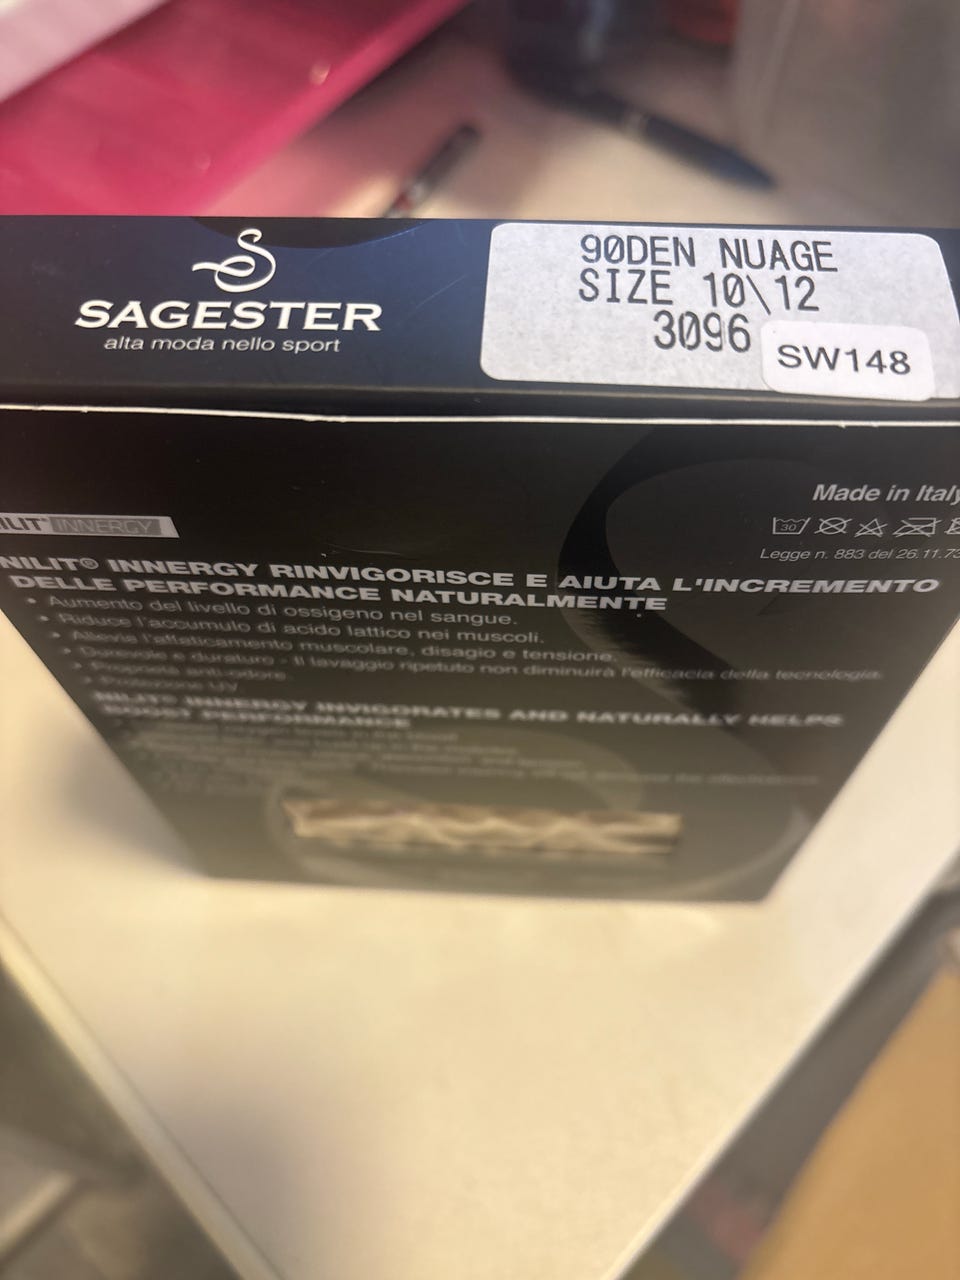 SAGESTER
alta moda nello sport
90DEN NUAGE
SIZE 10\12
3096
SW148
Made in Italy
30
Legge n. 883 del 26.11.73
NILIT INNERGY
NILIT® INNERGY RINVIGORISCE E AIUTA L'INCREMENTO
DELLE PERFORMANCE NATURALMENTE
• Aumento del livello di ossigeno nel sangue.
• Riduce l'accumulo di acido lattico nei muscoli.
• Allevia l'affaticamento muscolare, disagio e tensione.
• Durevole e duraturo - Il lavaggio ripetuto non diminuirà l'efficacia della tecnologia.
• Proprietà anti-odore.
• Protezione UV
NILIT® INNERGY INVIGORATES AND NATURALLY HELPS
BOOST PERFORMANCE